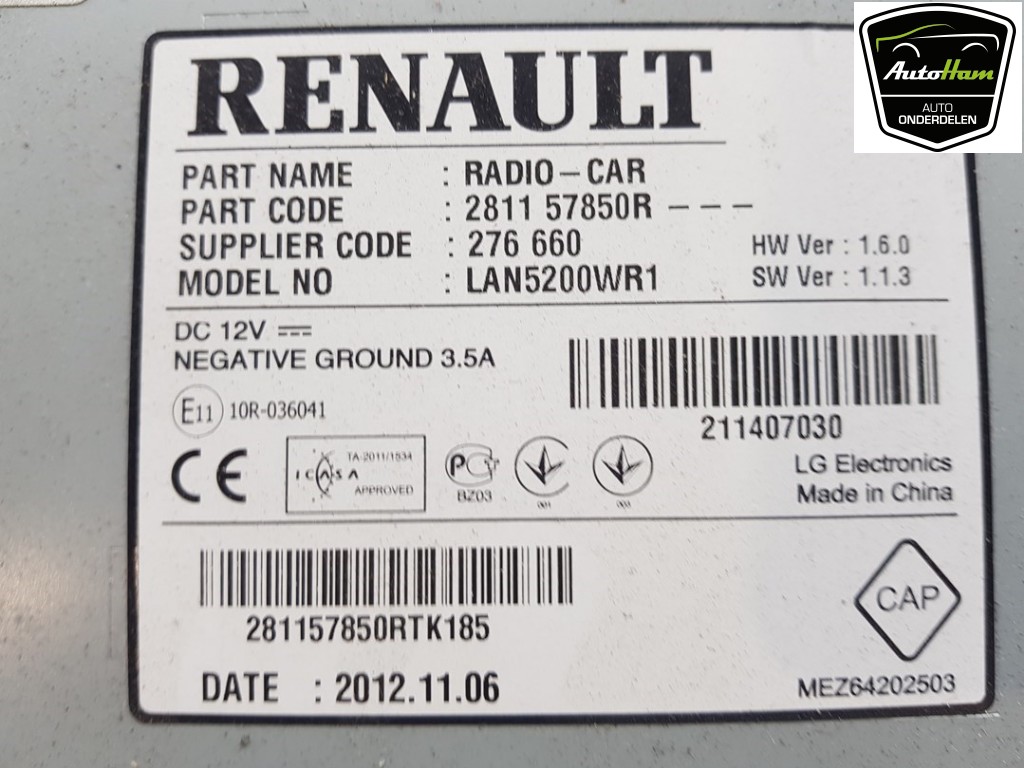 RENAULT
PART NAME : RADIO-CAR
PART CODE : 2811 57850R ---
SUPPLIER CODE : 276 660
HW Ver : 1.6.0
MODEL NO : LAN5200WR1
SW Ver : 1.1.3
DC 12V
NEGATIVE GROUND 3.5A
E11 10R-036041
211407030
CE
ICASA
TA-2011/1534
APPROVED
PC
BZ03
001
003
LG Electronics
Made in China
281157850RTK185
CAP
DATE : 2012.11.06
MEZ64202503
AutoHam
AUTO
ONDERDELEN